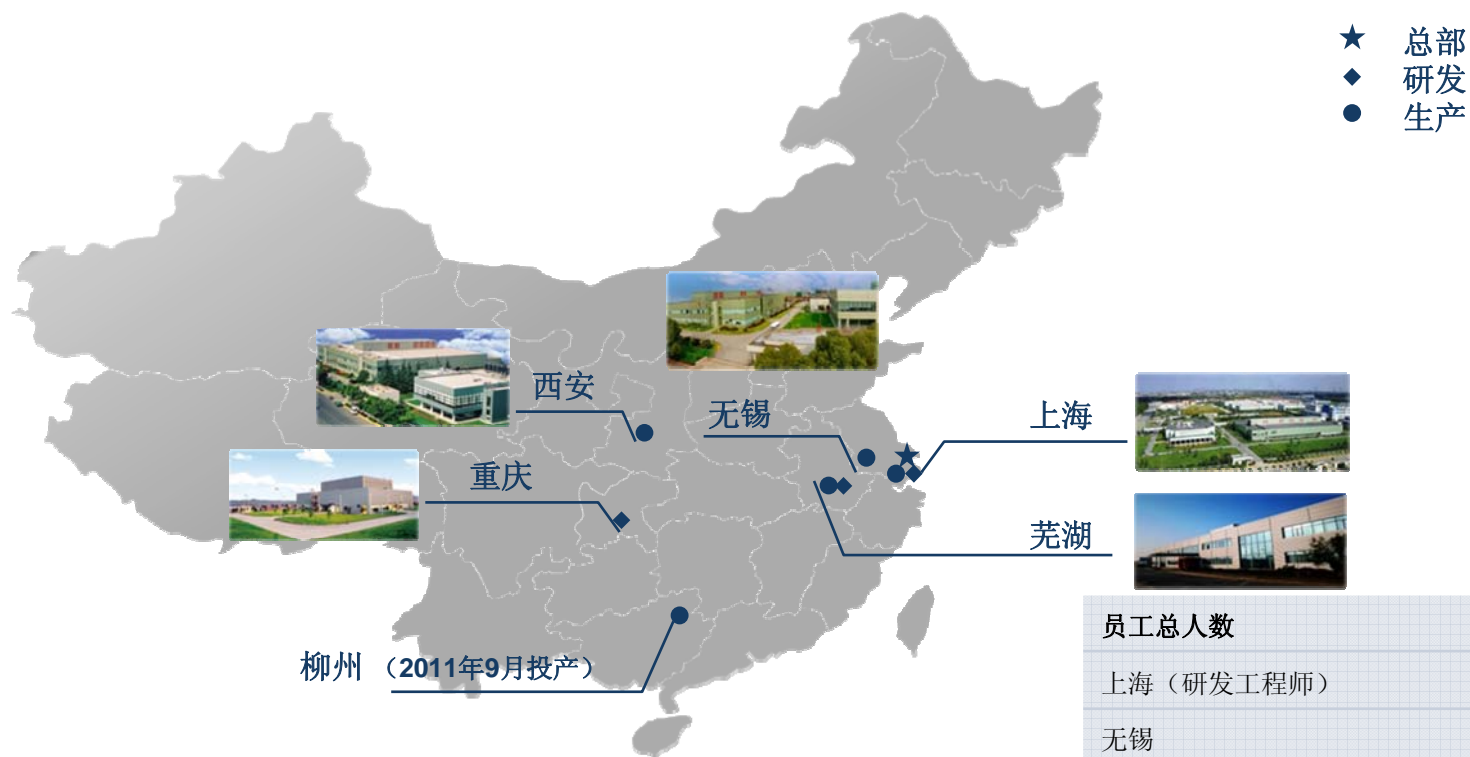 总部
研发
生产
西安
无锡
上海
重庆
芜湖
柳州（2011年9月投产）
员工总人数
上海（研发工程师）
无锡